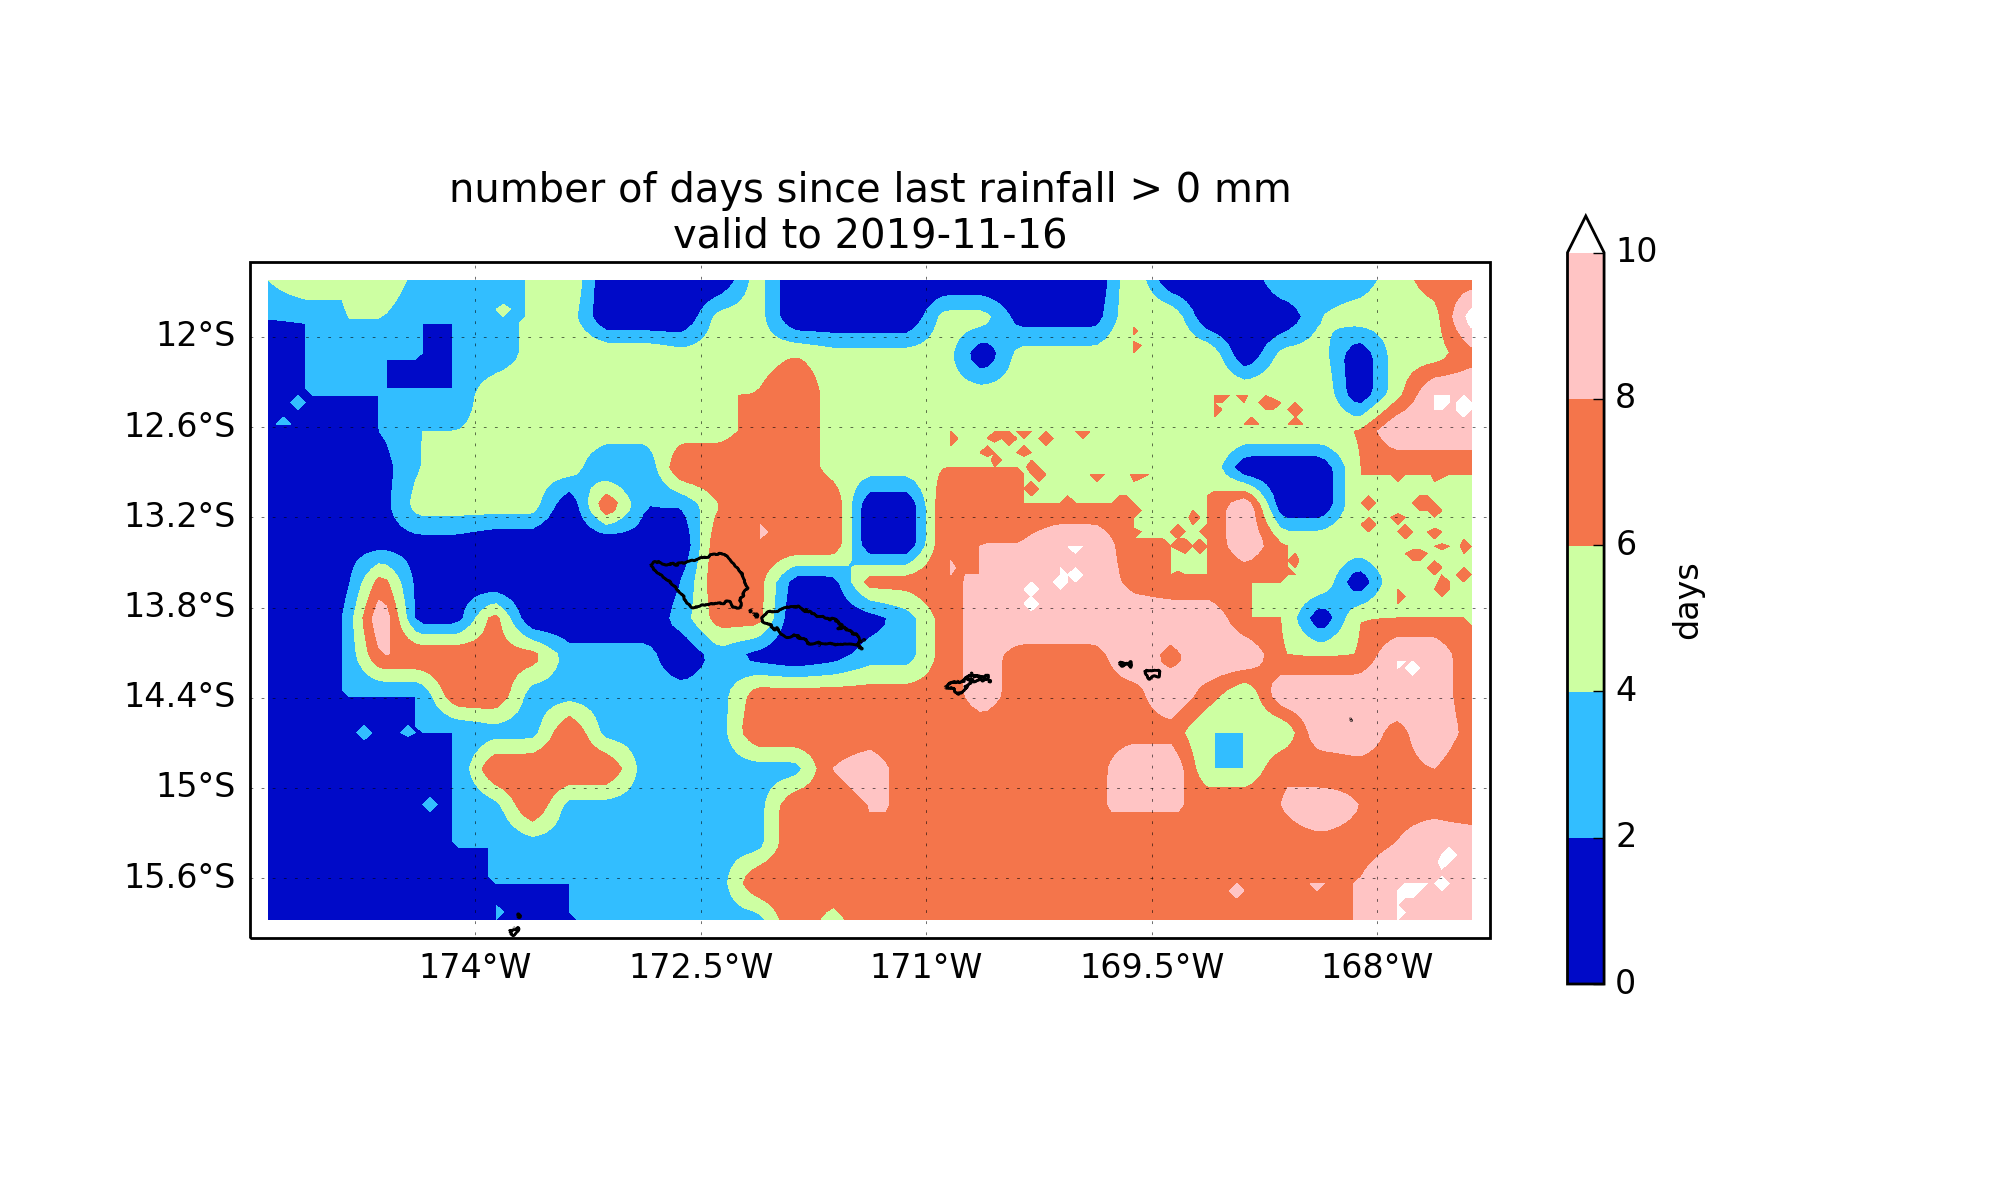 number of days since last rainfall > 0 mm
valid to 2019-11-16
12°S
12.6°S
13.2°S
13.8°S
14.4°S
15°S
15.6°S
174°W
172.5°W
171°W
169.5°W
168°W
10
8
6
4
2
0
days